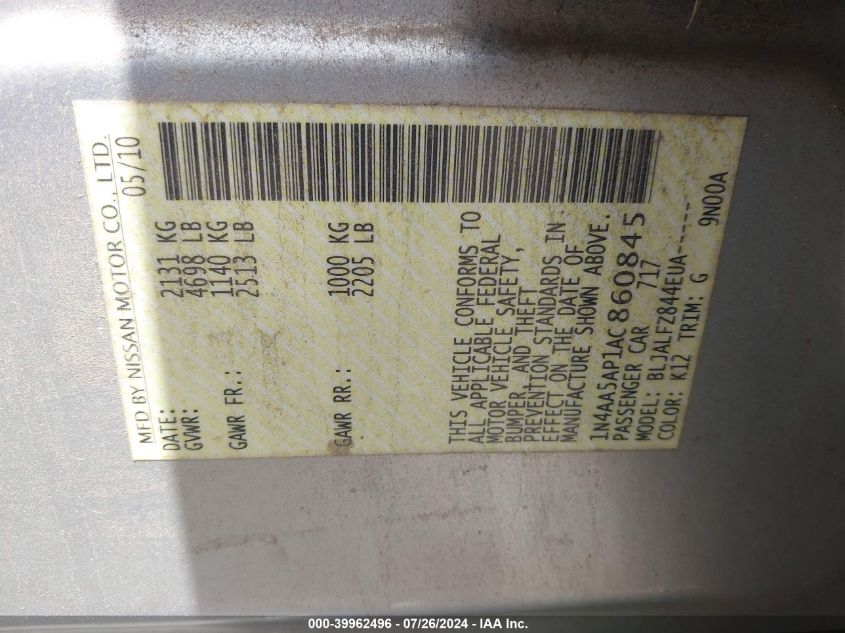 MFD BY NISSAN MOTOR CO., LTD.
DATE: 05/10
GVWR: 2131 KG
4698 LB
GAWR FR.: 1140 KG
2513 LB
GAWR RR.: 1000 KG
2205 LB
THIS VEHICLE CONFORMS TO
ALL APPLICABLE FEDERAL
MOTOR VEHICLE SAFETY,
BUMPER, AND THEFT
PREVENTION STANDARDS IN
EFFECT ON THE DATE OF
MANUFACTURE SHOWN ABOVE.
1N4AA5AP1AC860845
PASSENGER CAR 717
MODEL: BLJALFZ844EUA-----
COLOR: K12 TRIM: G 9N00A
000-39962496 - 07/26/2024 - IAA Inc.